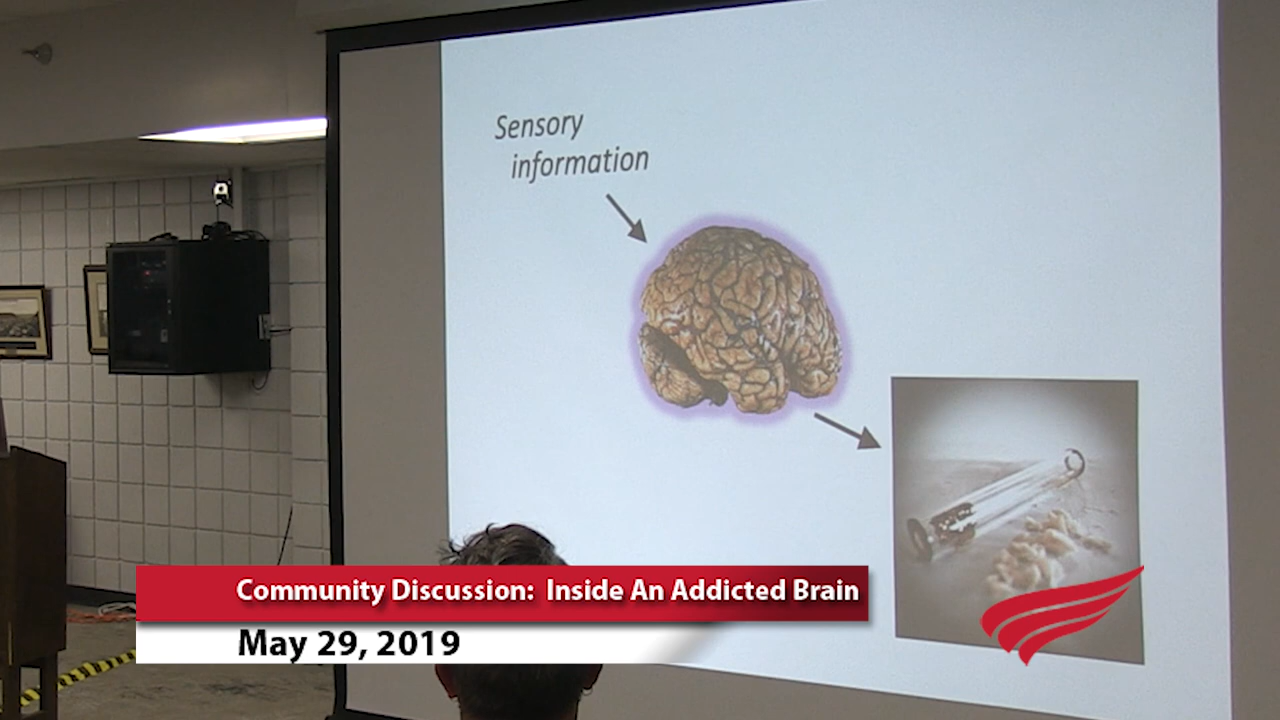 Sensory
information
Community Discussion: Inside An Addicted Brain
May 29, 2019